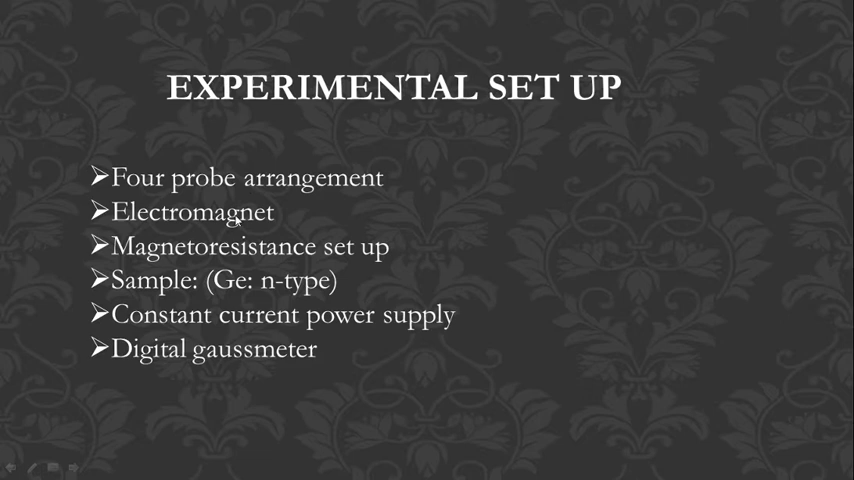 EXPERIMENTAL SET UP
➢Four probe arrangement
➢Electromagnet
➢Magnetoresistance set up
➢Sample: (Ge: n-type)
➢Constant current power supply
➢Digital gaussmeter